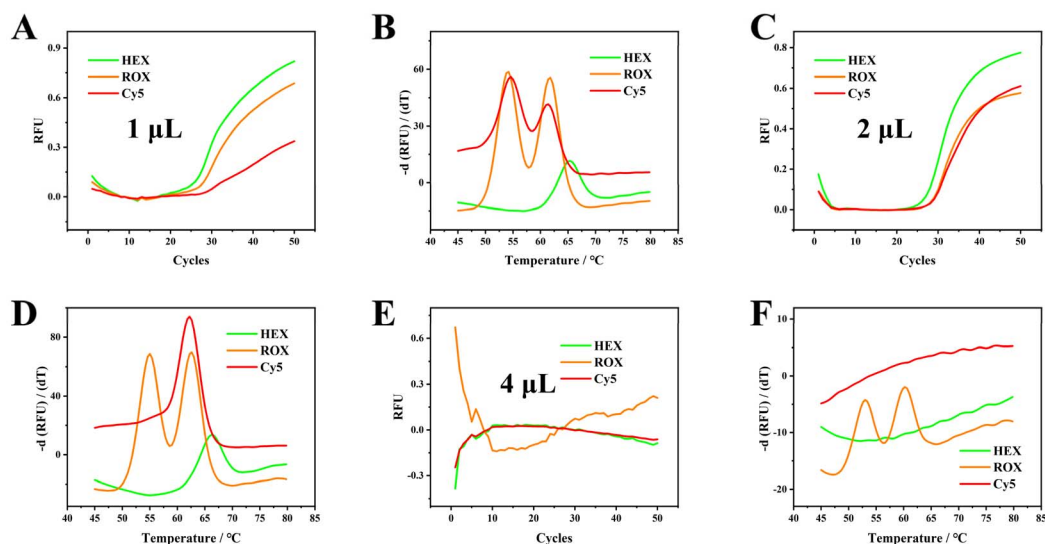 A
RFU
0.9
0.6
0.3
0.0
HEX
ROX
Cy5
1 µL
0 10 20 30 40 50
Cycles
B
-d (RFU) / (dT)
60
30
0
HEX
ROX
Cy5
40 45 50 55 60 65 70 75 80 85
Temperature / °C
C
RFU
0.8
0.6
0.4
0.2
0.0
HEX
ROX
Cy5
2 µL
0 10 20 30 40 50
Cycles
D
-d (RFU) / (dT)
80
40
0
HEX
ROX
Cy5
40 45 50 55 60 65 70 75 80 85
Temperature / °C
E
RFU
0.6
0.3
0.0
-0.3
HEX
ROX
Cy5
4 µL
0 10 20 30 40 50
Cycles
F
-d (RFU) / (dT)
10
0
-10
-20
HEX
ROX
Cy5
40 45 50 55 60 65 70 75 80 85
Temperature / °C